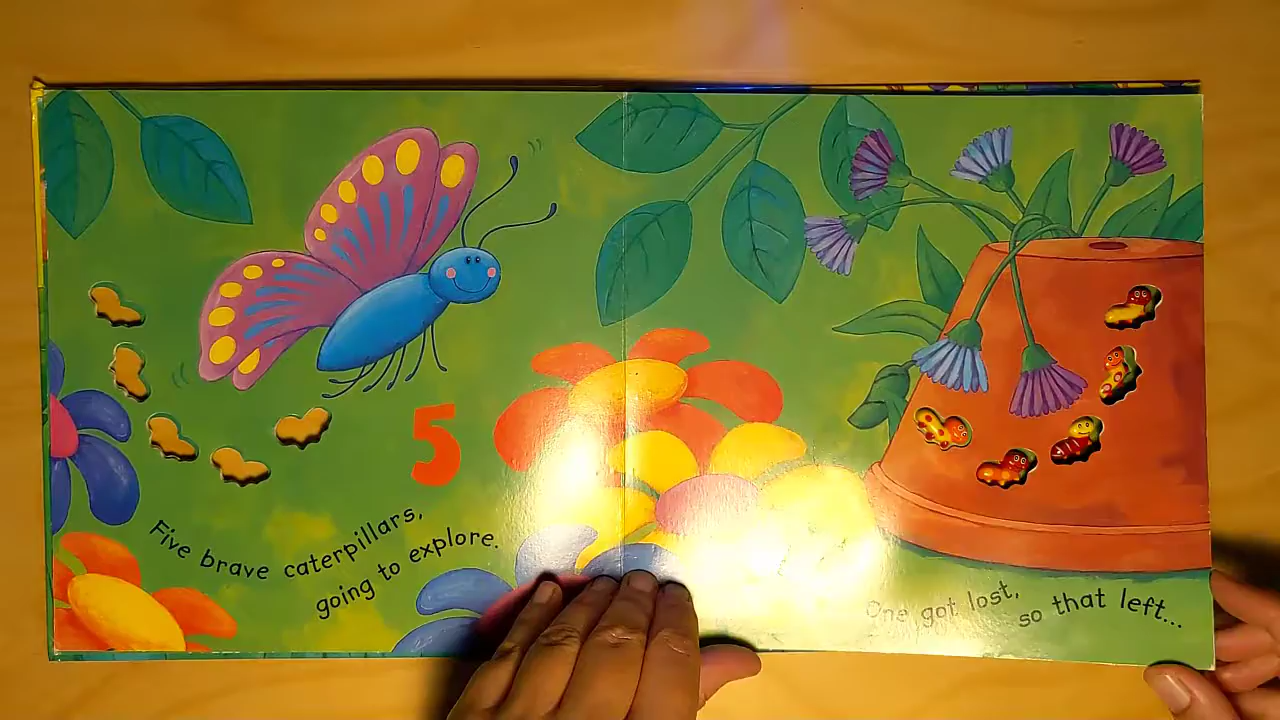 5
Five brave caterpillars,
going to explore.
One got lost,
so that left...